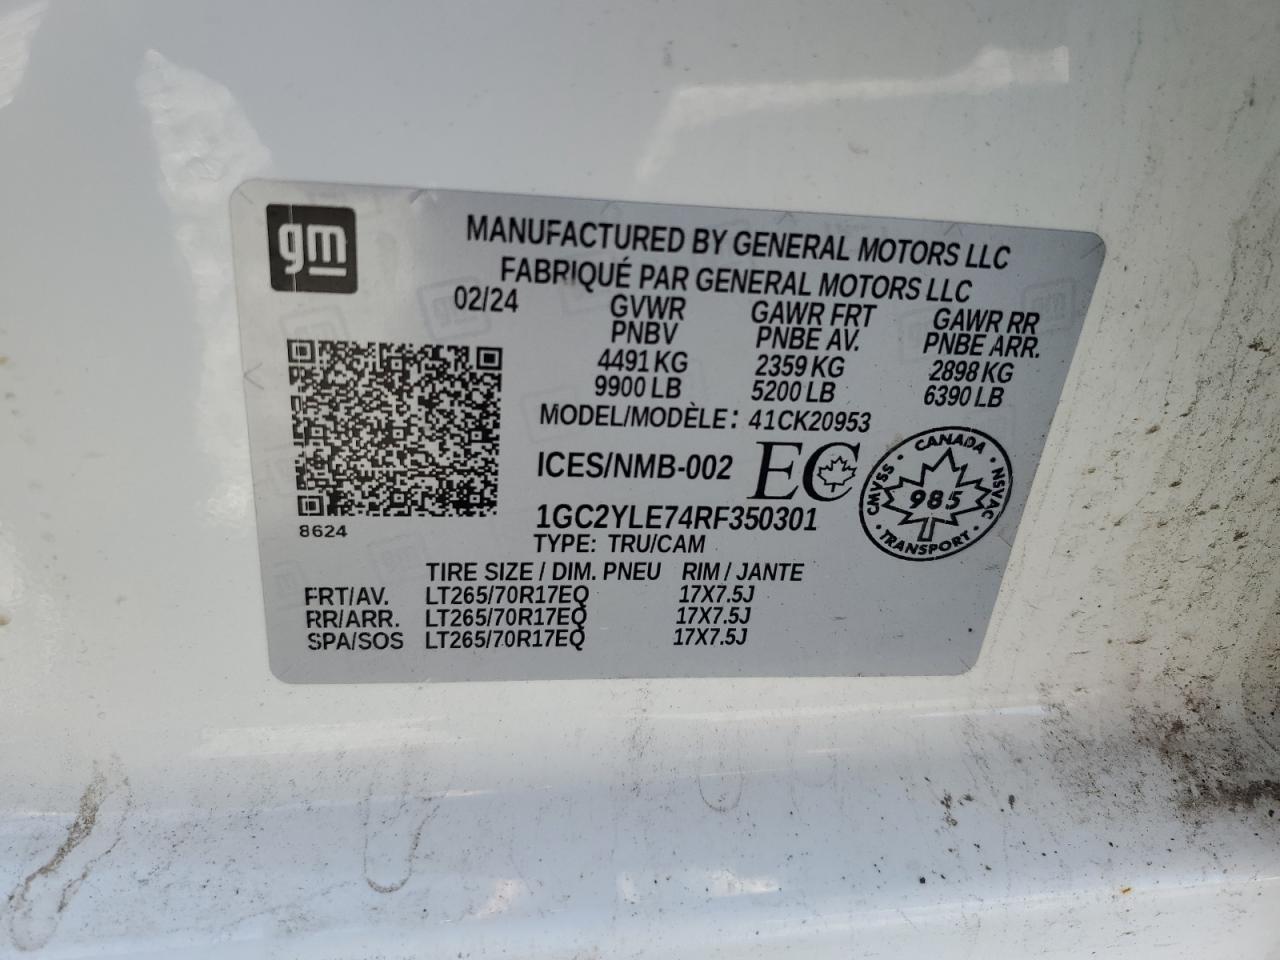 gm
MANUFACTURED BY GENERAL MOTORS LLC
FABRIQUÉ PAR GENERAL MOTORS LLC
02/24 GVWR GAWR FRT GAWR RR
PNBV PNBE AV. PNBE ARR.
4491 KG 2359 KG 2898 KG
9900 LB 5200 LB 6390 LB
MODEL/MODÈLE: 41CK20953
ICES/NMB-002 EC
CANADA
CMVSS 985 NSVAC
TRANSPORT
8624
1GC2YLE74RF350301
TYPE: TRU/CAM
TIRE SIZE / DIM. PNEU RIM / JANTE
FRT/AV. LT265/70R17EQ 17X7.5J
RR/ARR. LT265/70R17EQ 17X7.5J
SPA/SOS LT265/70R17EQ 17X7.5J